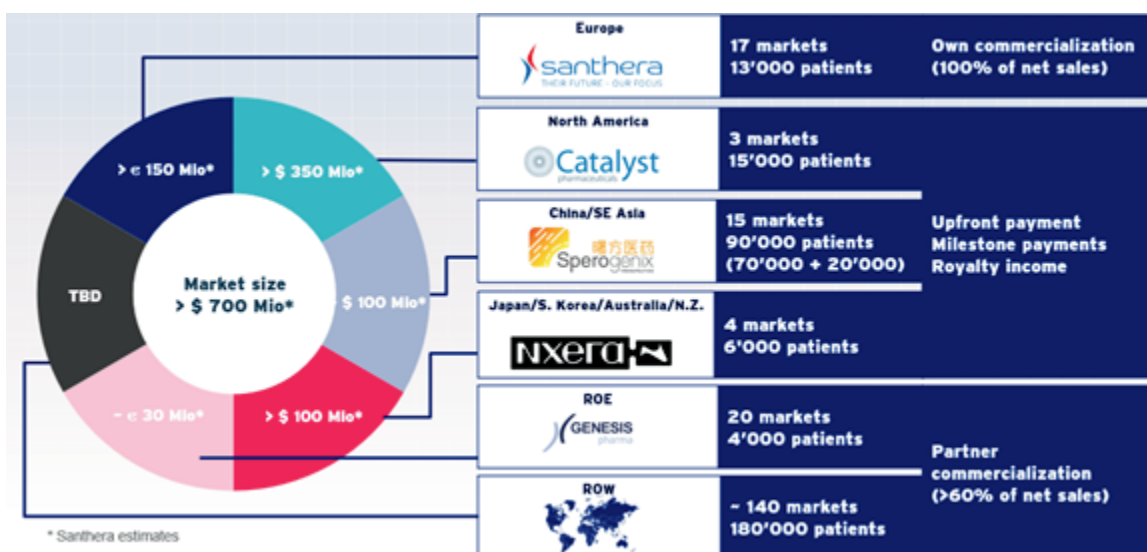 > € 150 Mio*
> $ 350 Mio*
$ 100 Mio*
> $ 100 Mio*
~ € 30 Mio*
TBD
Market size
> $ 700 Mio*
* Santhera estimates
Europe
santhera
THEIR FUTURE - OUR FOCUS
17 markets
13'000 patients
Own commercialization
(100% of net sales)
North America
Catalyst
pharmaceuticals
3 markets
15'000 patients
China/SE Asia
曙方医药
Sperogenix
15 markets
90'000 patients
(70'000 + 20'000)
Upfront payment
Milestone payments
Royalty income
Japan/S. Korea/Australia/N.Z.
nxera
4 markets
6'000 patients
ROE
GENESIS
pharma
20 markets
4'000 patients
Partner
commercialization
(>60% of net sales)
ROW
~ 140 markets
180'000 patients